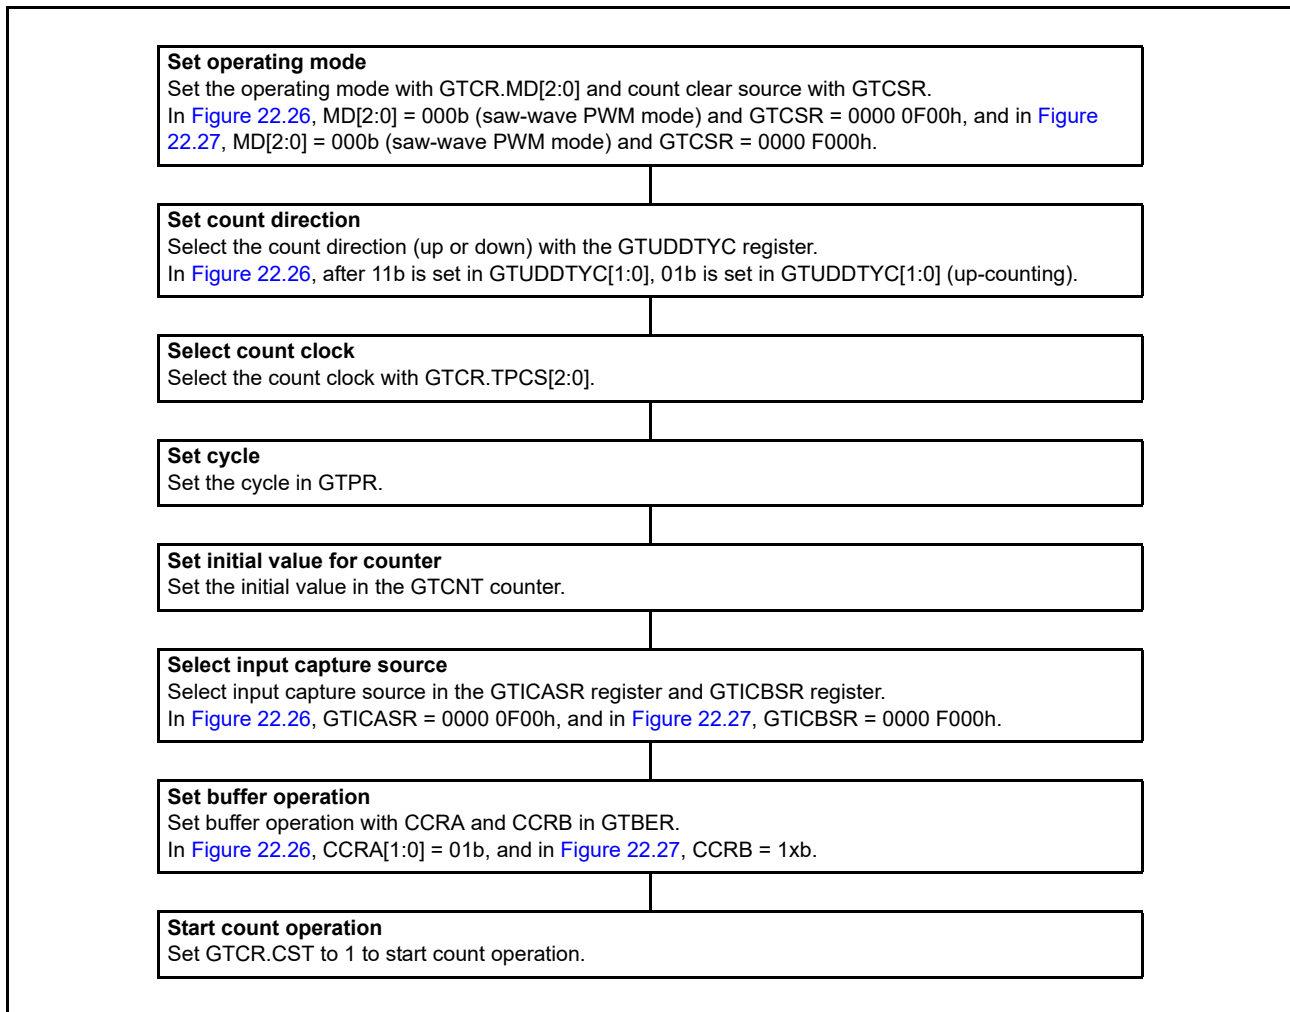 Set operating mode
Set the operating mode with GTCR.MD[2:0] and count clear source with GTCSR.
In Figure 22.26, MD[2:0] = 000b (saw-wave PWM mode) and GTCSR = 0000 0F00h, and in Figure
22.27, MD[2:0] = 000b (saw-wave PWM mode) and GTCSR = 0000 F000h.
Set count direction
Select the count direction (up or down) with the GTUDDTYC register.
In Figure 22.26, after 11b is set in GTUDDTYC[1:0], 01b is set in GTUDDTYC[1:0] (up-counting).
Select count clock
Select the count clock with GTCR.TPCS[2:0].
Set cycle
Set the cycle in GTPR.
Set initial value for counter
Set the initial value in the GTCNT counter.
Select input capture source
Select input capture source in the GTICASR register and GTICBSR register.
In Figure 22.26, GTICASR = 0000 0F00h, and in Figure 22.27, GTICBSR = 0000 F000h.
Set buffer operation
Set buffer operation with CCRA and CCRB in GTBER.
In Figure 22.26, CCRA[1:0] = 01b, and in Figure 22.27, CCRB = 1xb.
Start count operation
Set GTCR.CST to 1 to start count operation.